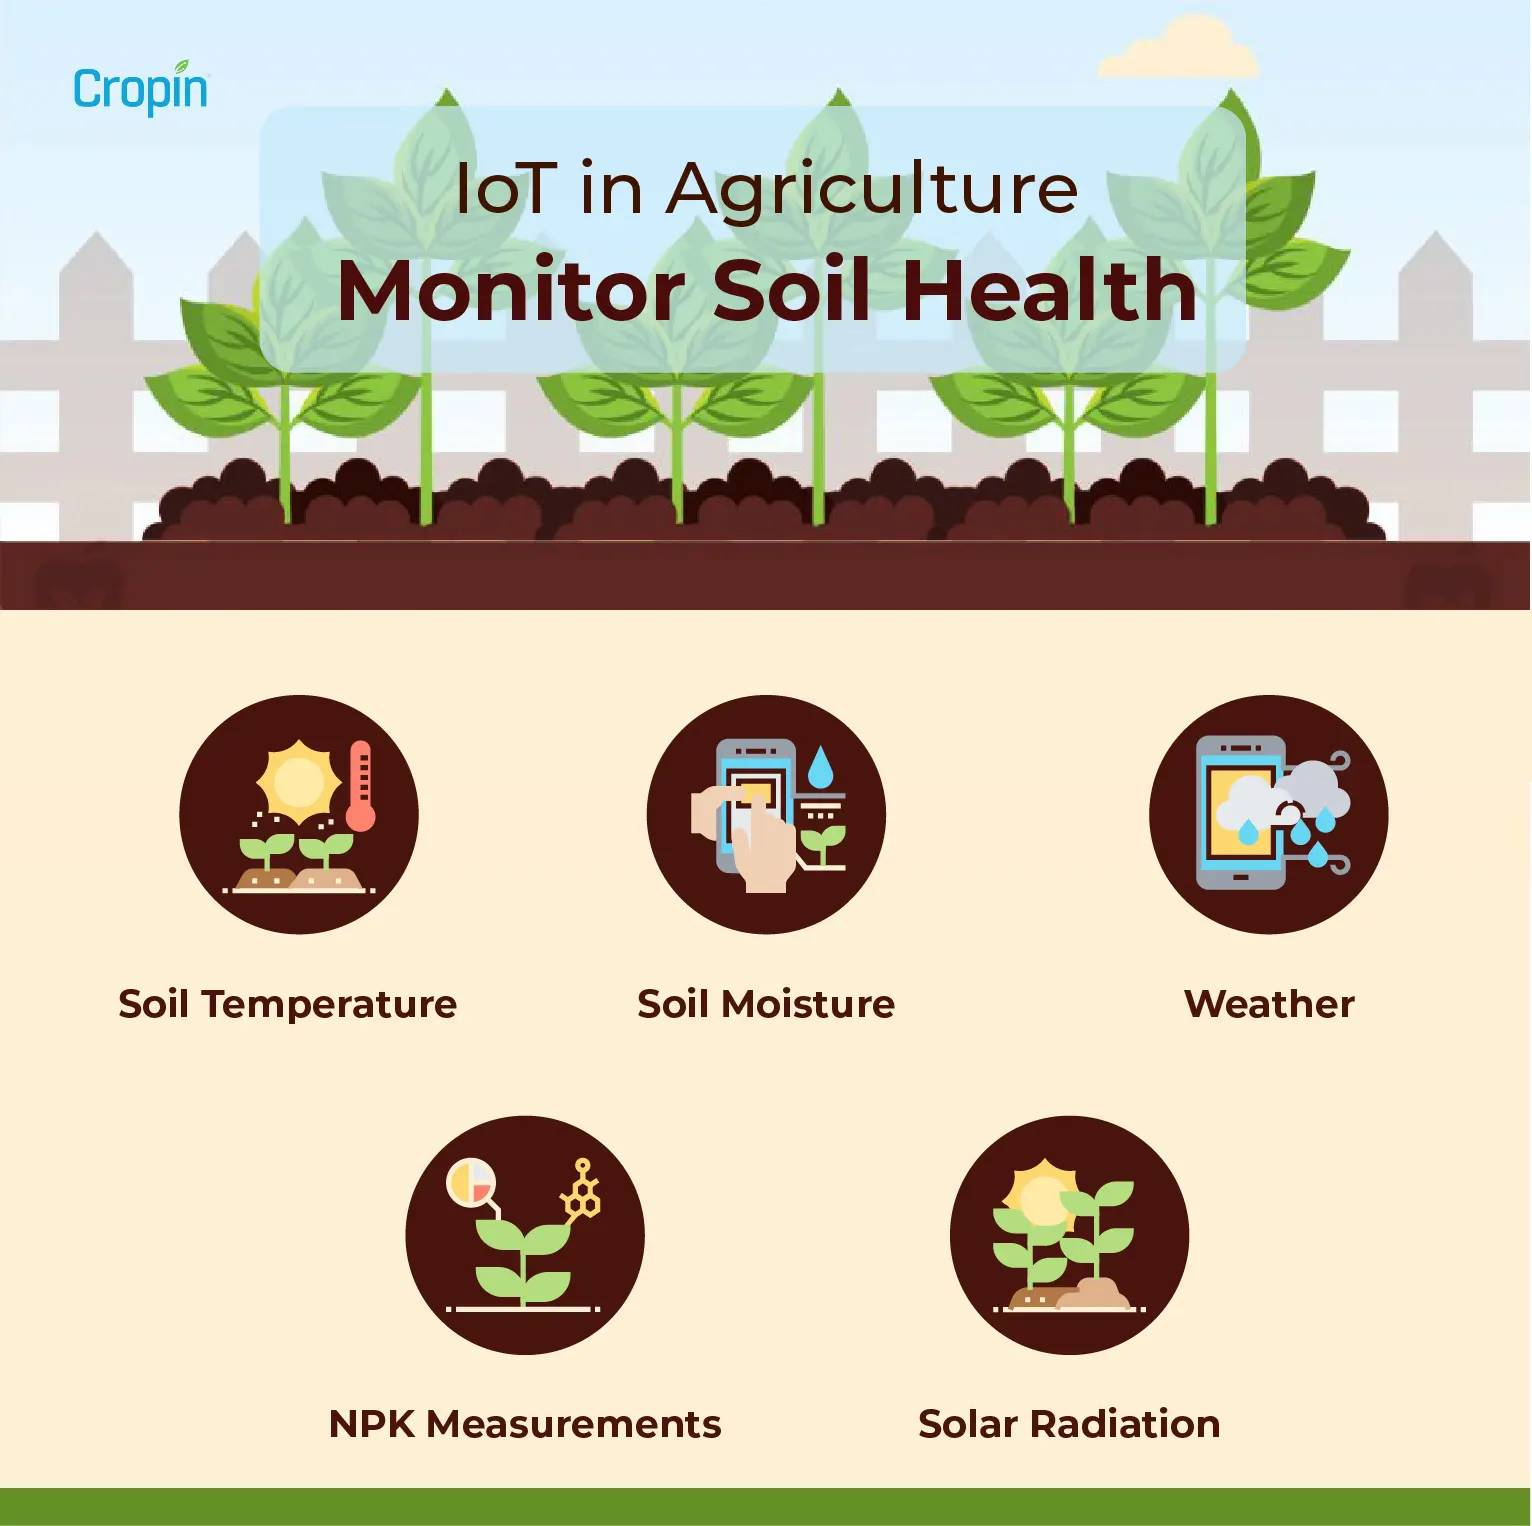 Cropin
IoT in Agriculture
Monitor Soil Health
Soil Temperature
Soil Moisture
Weather
NPK Measurements
Solar Radiation